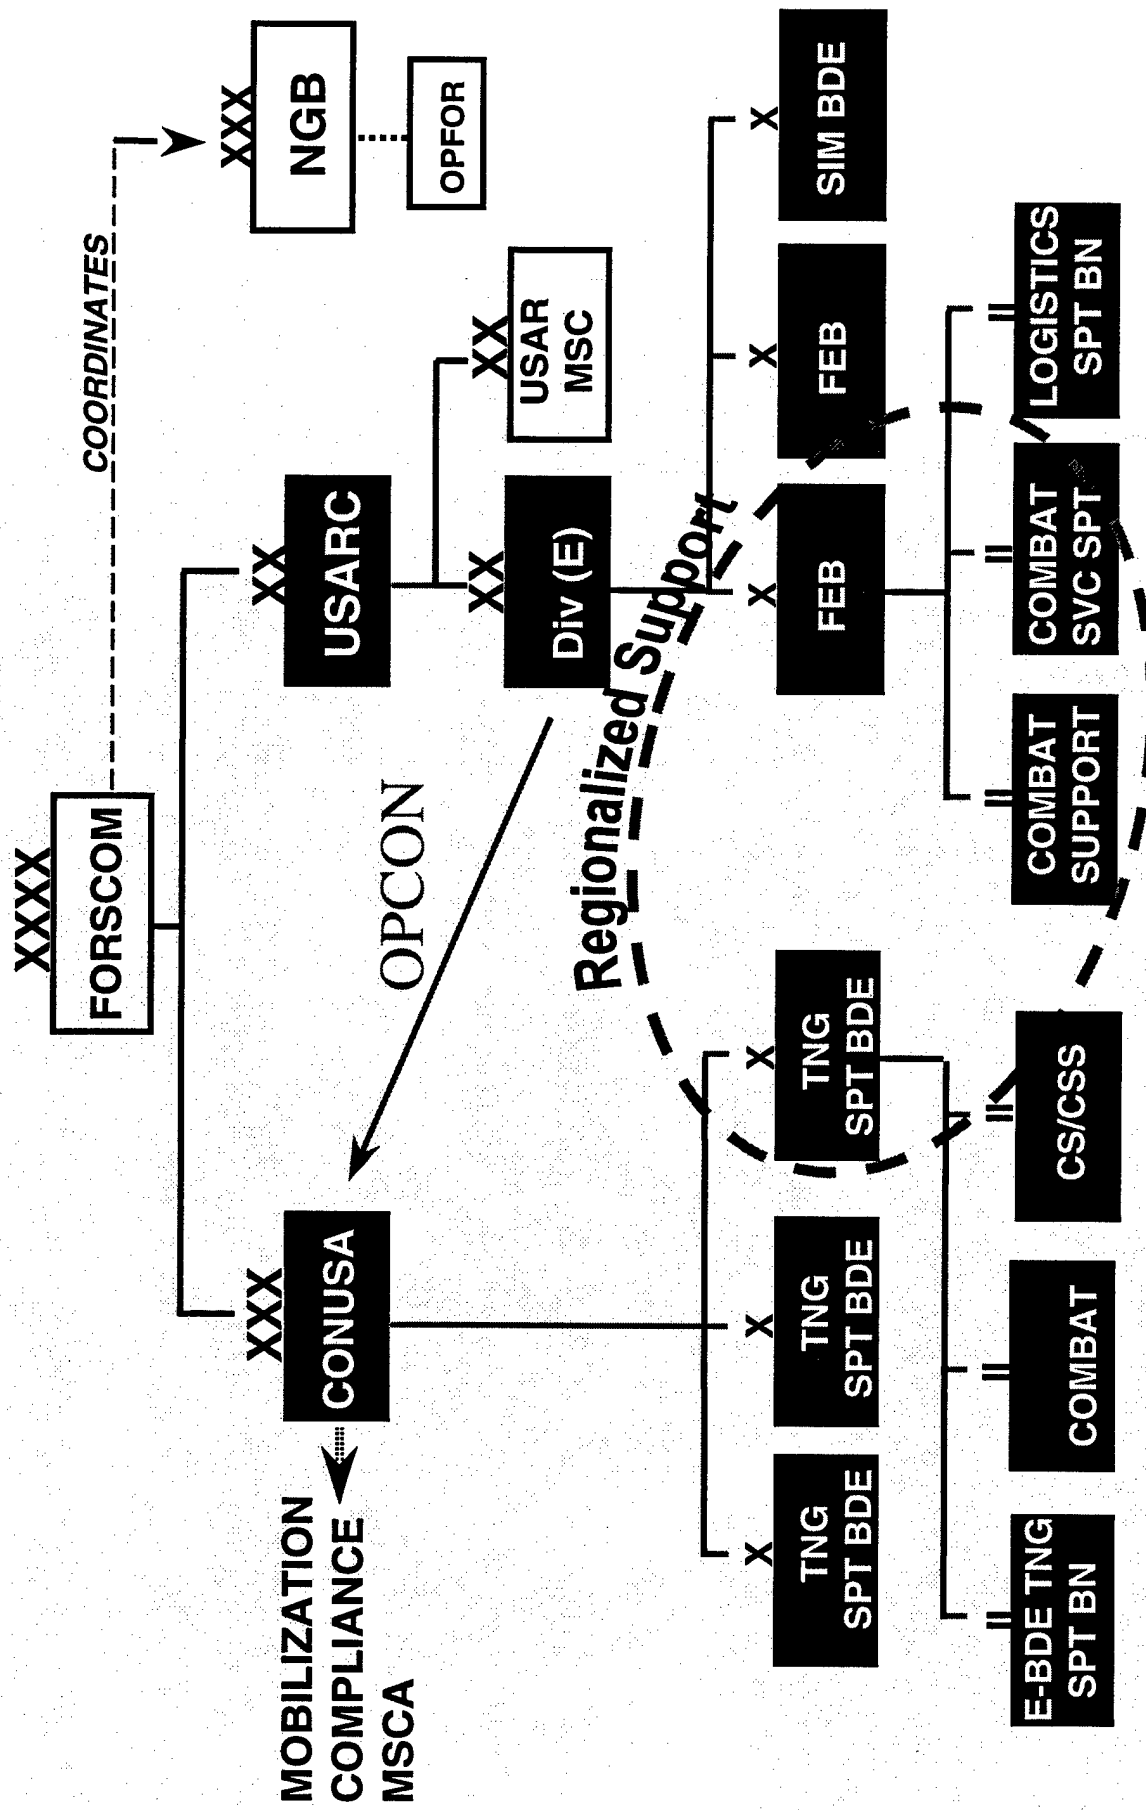 XXXX
FORSCOM
COORDINATES
XXX
NGB
OPFOR
XXX
CONUSA
MOBILIZATION
COMPLIANCE
MSCA
OPCON
XX
USARC
XX
Div (E)
XX
USAR
MSC
Regionalized Support
X
TNG
SPT BDE
X
TNG
SPT BDE
X
TNG
SPT BDE
X
FEB
X
FEB
X
SIM BDE
II
E-BDE TNG
SPT BN
II
COMBAT
II
CS/CSS
II
COMBAT
SUPPORT
II
COMBAT
SVC SPT
II
LOGISTICS
SPT BN